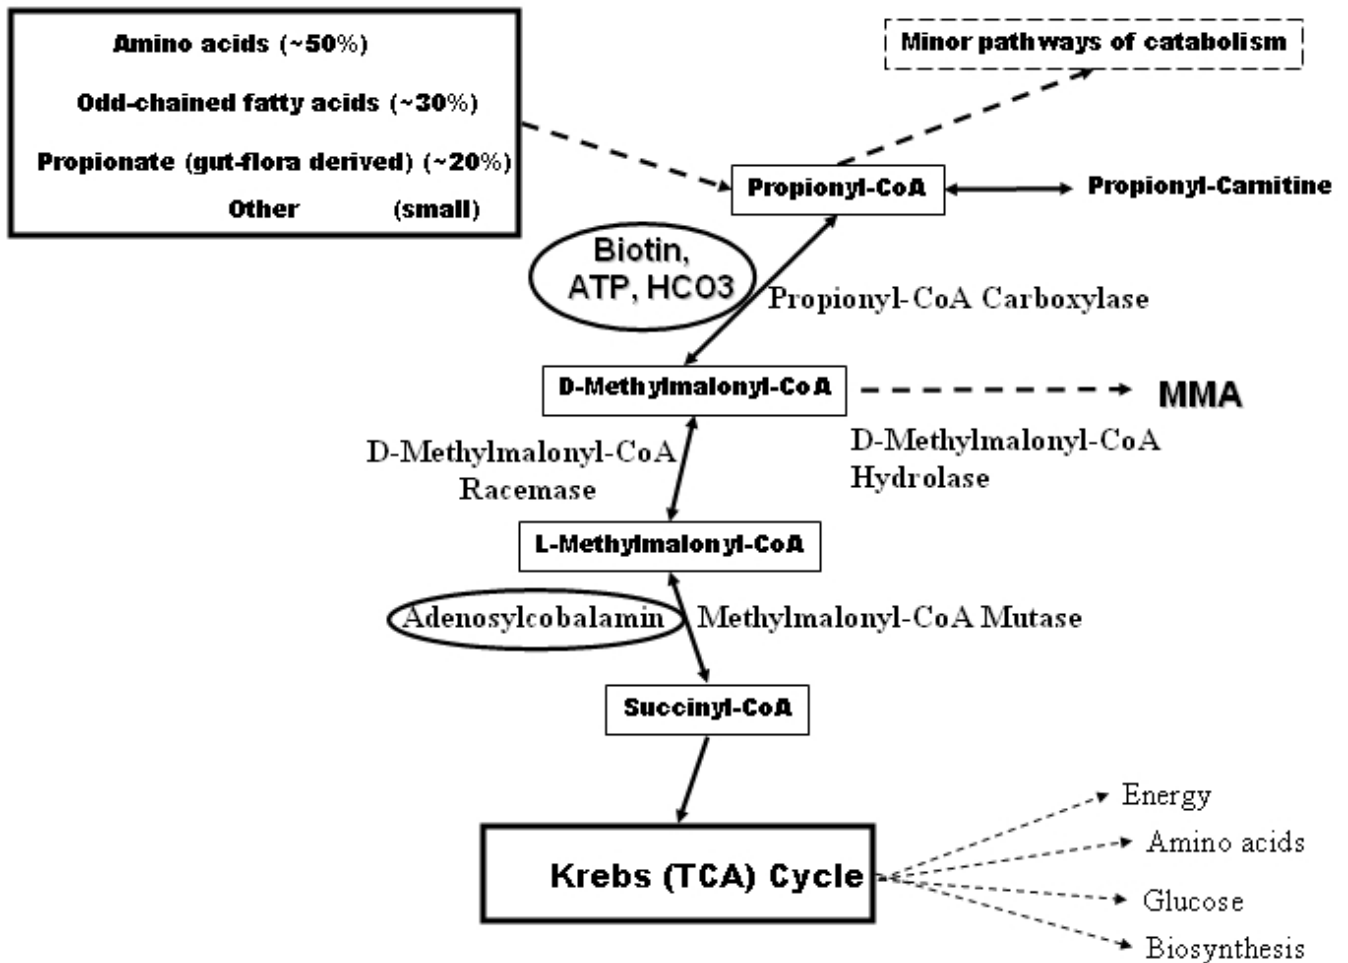 Amino acids (~50%)
Odd-chained fatty acids (~30%)
Propionate (gut-flora derived) (~20%)
Other (small)
Minor pathways of catabolism
Propionyl-CoA
Propionyl-Carnitine
Biotin,
ATP, HCO3
Propionyl-CoA Carboxylase
D-Methylmalonyl-CoA
MMA
D-Methylmalonyl-CoA
Racemase
D-Methylmalonyl-CoA
Hydrolase
L-Methylmalonyl-CoA
Adenosylcobalamin
Methylmalonyl-CoA Mutase
Succinyl-CoA
Krebs (TCA) Cycle
Energy
Amino acids
Glucose
Biosynthesis